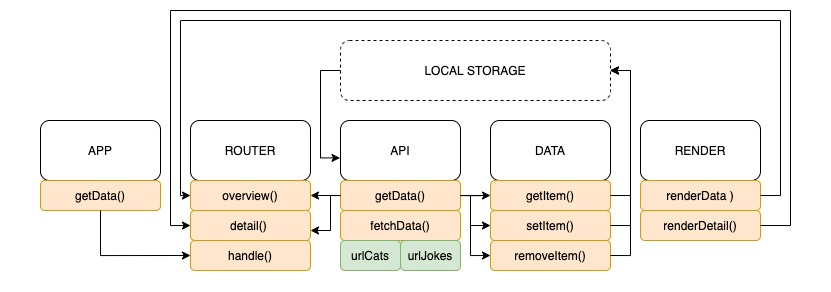 LOCAL STORAGE
APP
ROUTER
API
DATA
RENDER
getData()
overview()
getData()
getItem()
renderData )
detail()
fetchData()
setItem()
renderDetail()
handle()
urlCats
urlJokes
removeItem()